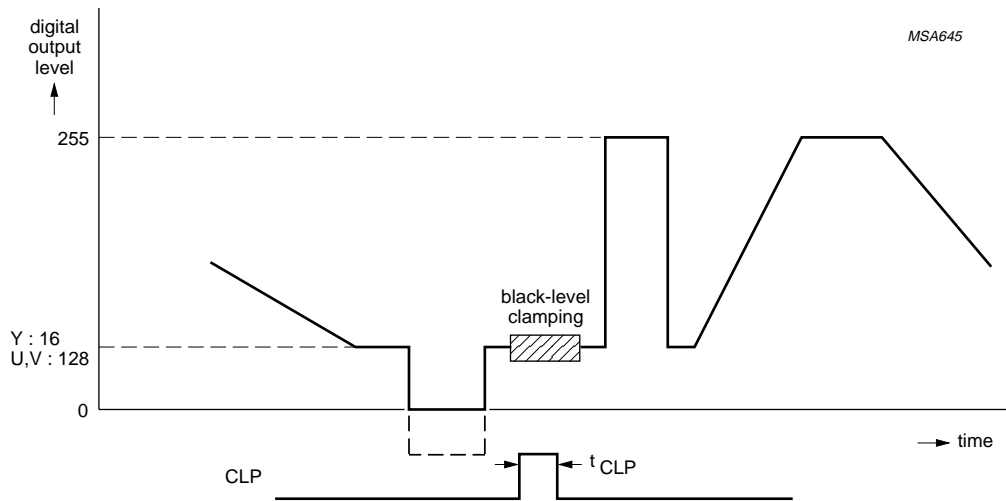 digital
output
level
MSA645
255
black-level
clamping
Y : 16
U,V : 128
0
time
CLP
t CLP